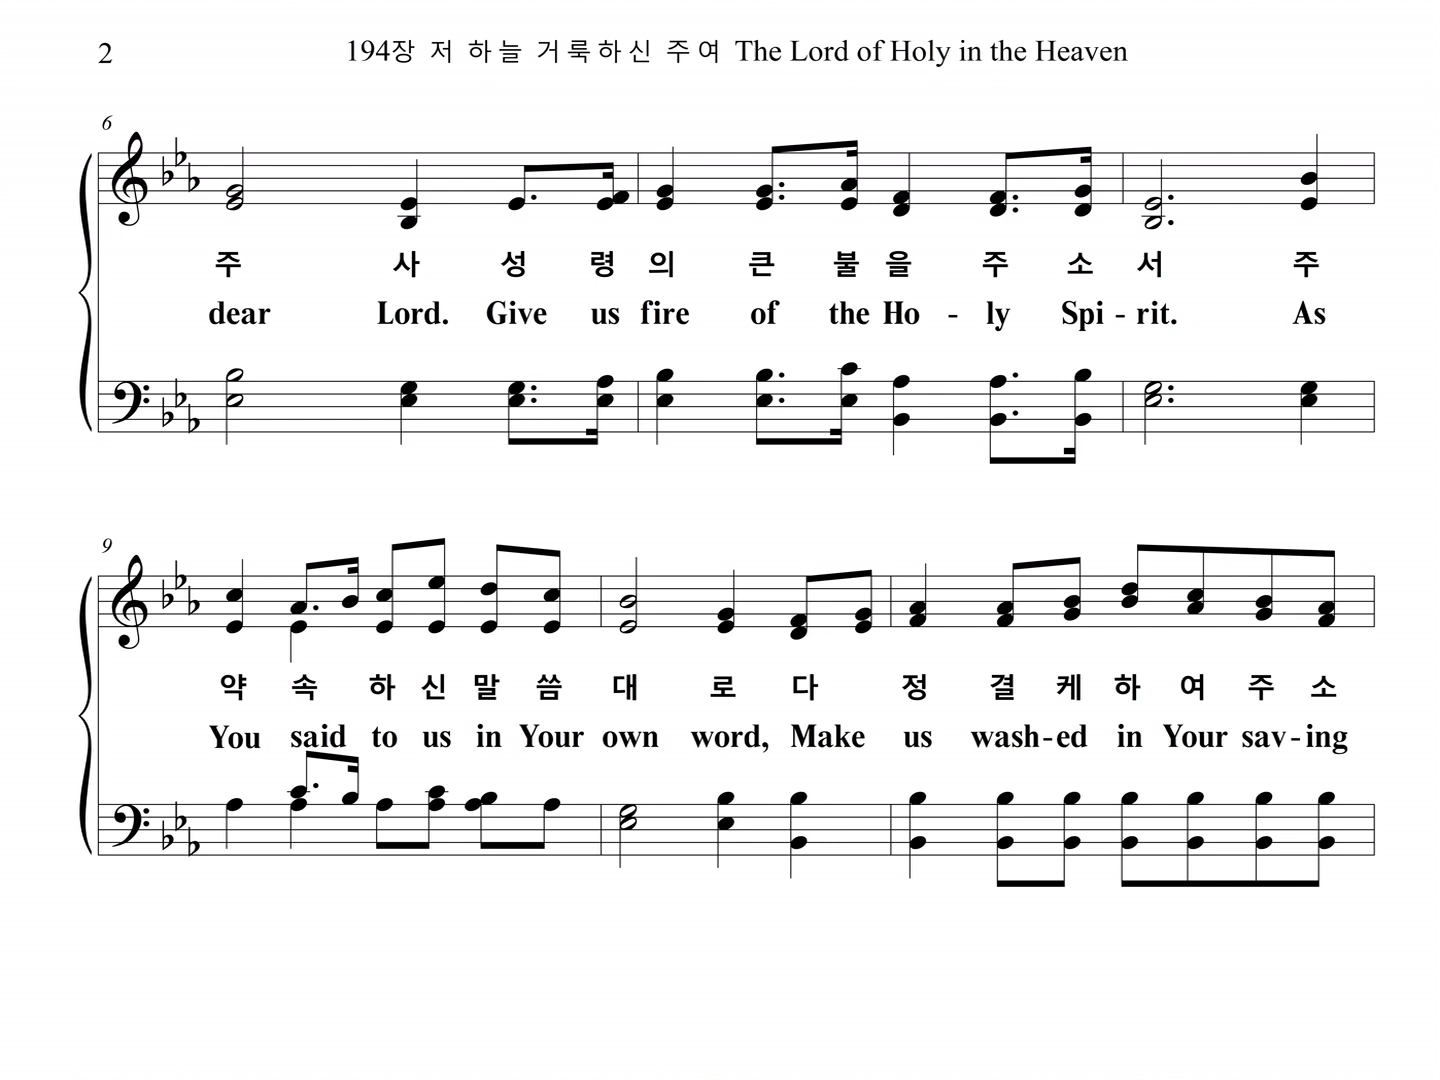 2
194장 저 하늘 거룩하신 주여 The Lord of Holy in the Heaven
6
주 사 성 령 의 큰 불 을 주 소 서 주
dear Lord. Give us fire of the Ho - ly Spi - rit. As
9
약 속 하 신 말 씀 대 로 다 정 결 케 하 여 주 소
You said to us in Your own word, Make us wash-ed in Your sav-ing